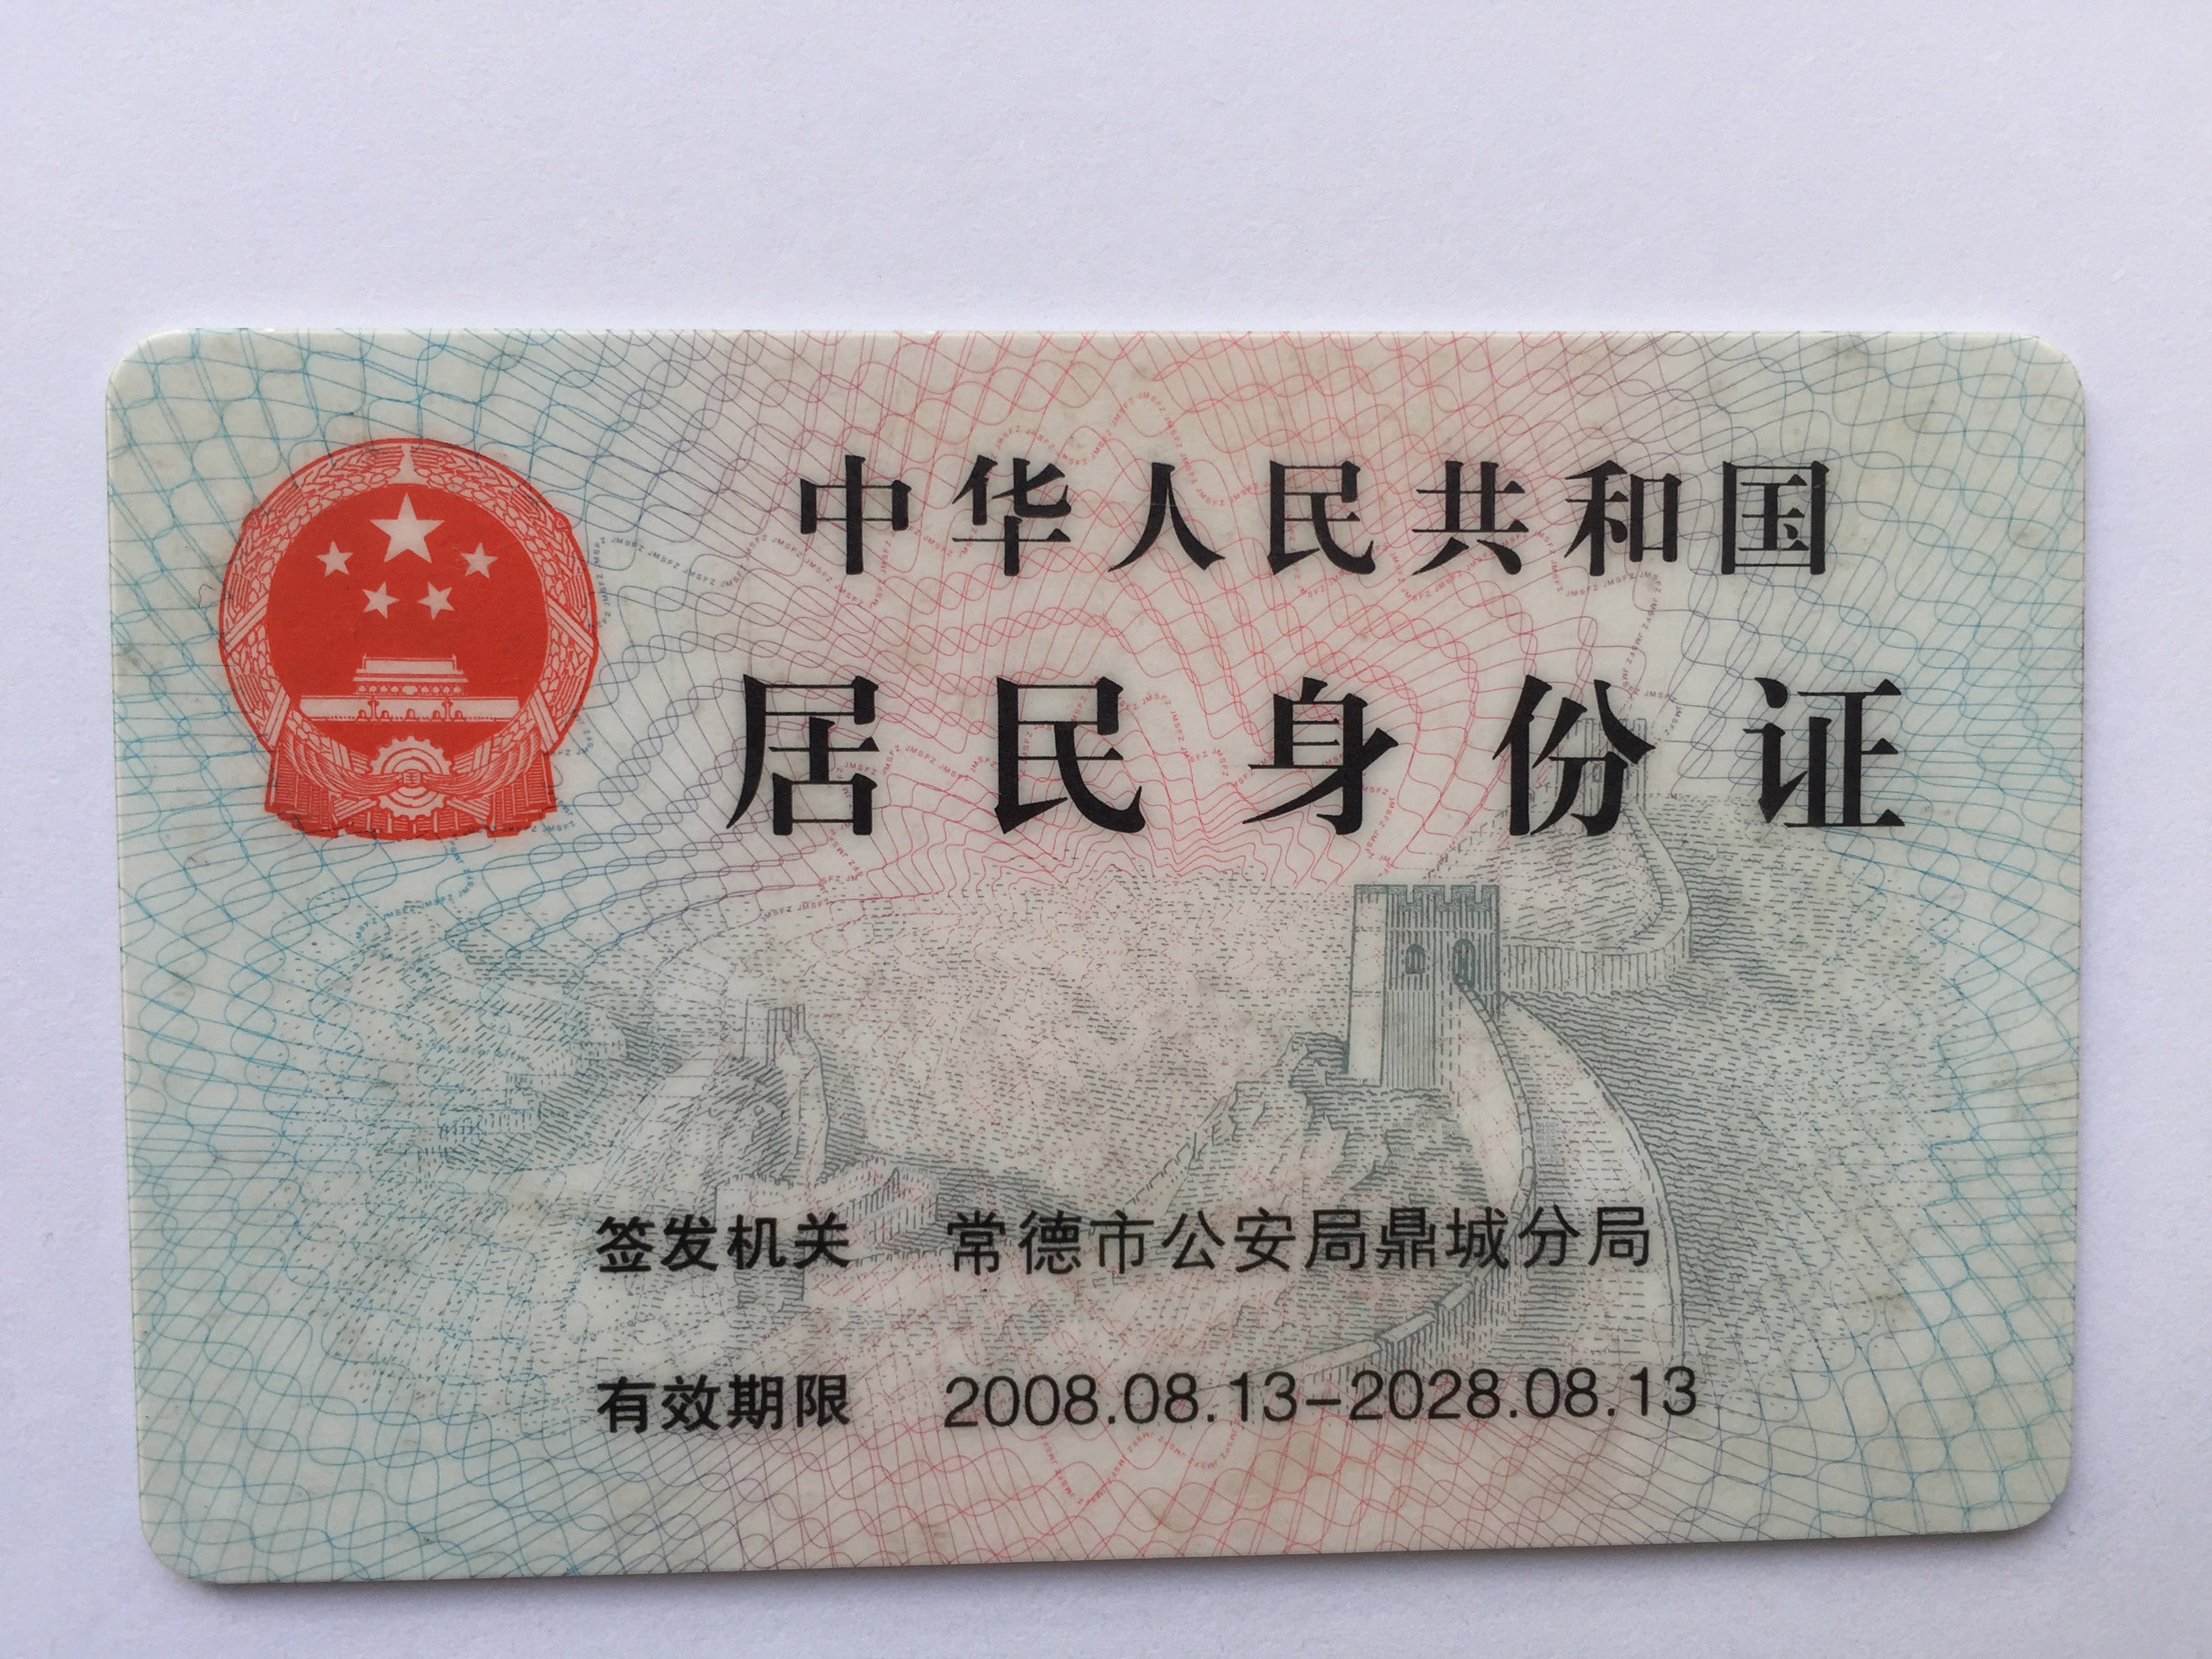 中华人民共和国
居民身份证
签发机关 常德市公安局鼎城分局
有效期限 2008.08.13-2028.08.13